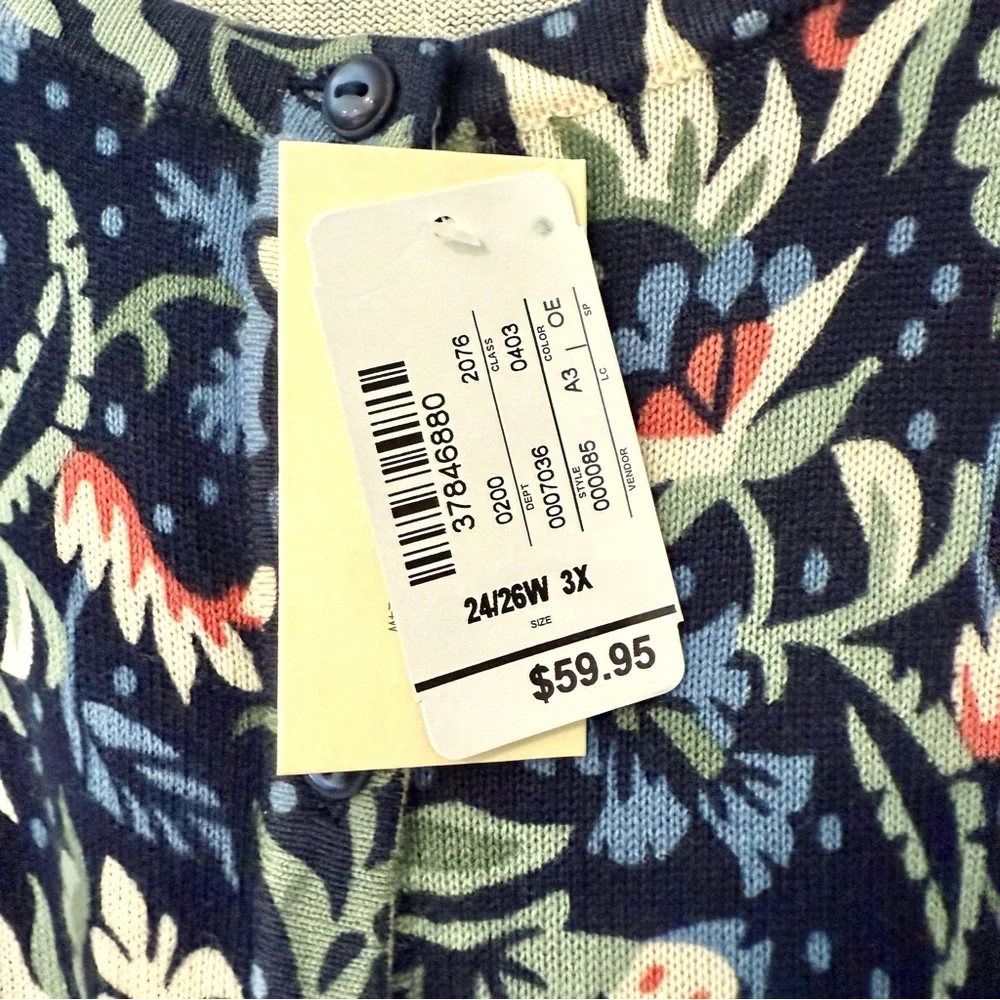 37846880
0200 2076
DEPT CLASS
0007036 0403
STYLE COLOR
000085 A3 OE
VENDOR LC SP
24/26W 3X
SIZE
$59.95